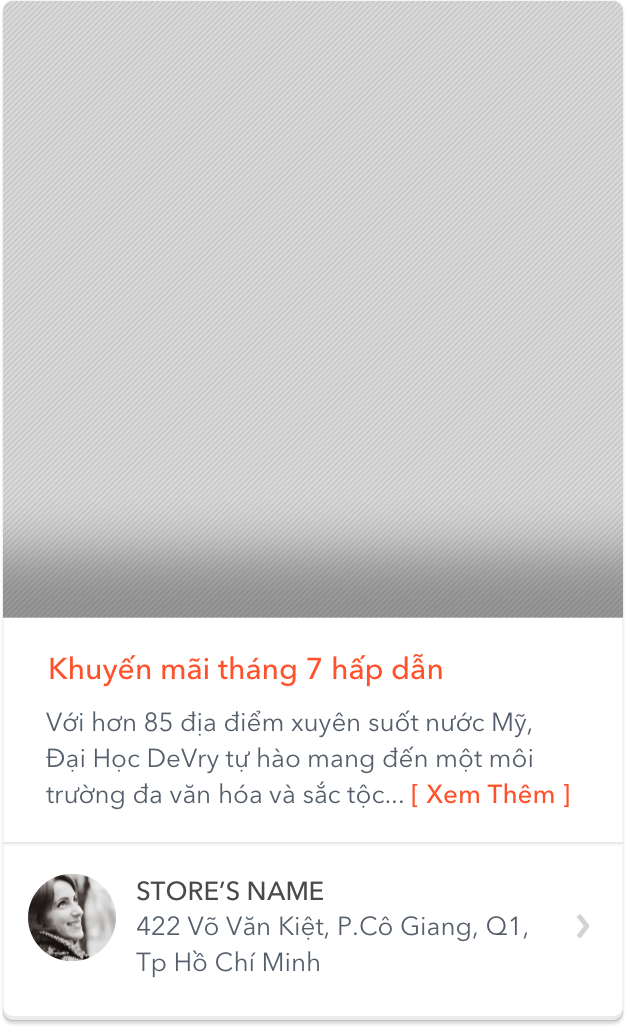 Khuyến mãi tháng 7 hấp dẫn
Với hơn 85 địa điểm xuyên suốt nước Mỹ,
Đại Học DeVry tự hào mang đến một môi
trường đa văn hóa và sắc tộc... [ Xem Thêm ]
STORE’S NAME
422 Võ Văn Kiệt, P.Cô Giang, Q1,
Tp Hồ Chí Minh